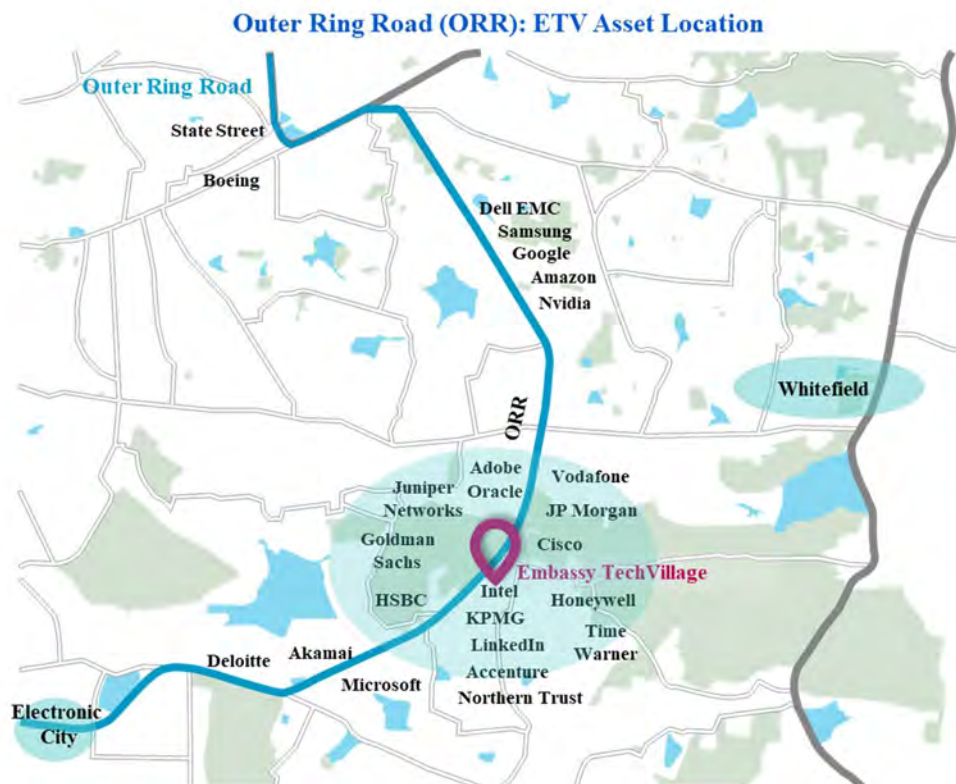 Outer Ring Road (ORR): ETV Asset Location
Outer Ring Road
State Street
Boeing
Dell EMC
Samsung
Google
Amazon
Nvidia
Whitefield
ORR
Adobe
Oracle
Vodafone
Juniper
Networks
JP Morgan
Goldman
Sachs
Cisco
Embassy TechVillage
Intel
HSBC
Honeywell
KPMG
Time
Warner
LinkedIn
Accenture
Northern Trust
Deloitte
Akamai
Microsoft
Electronic
City